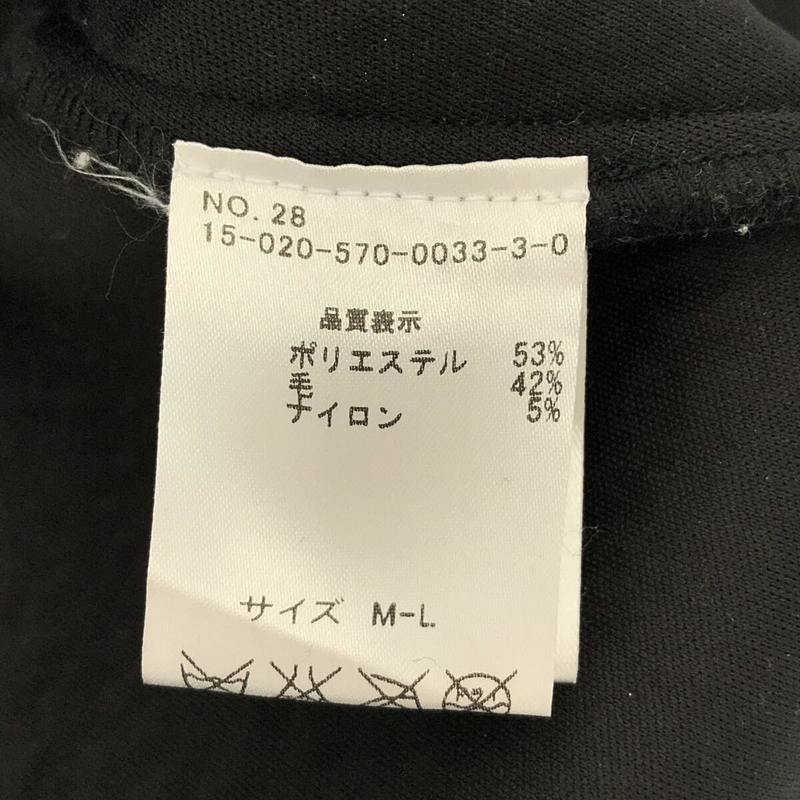 NO. 28
15-020-570-0033-3-0
品質表示
ポリエステル 53%
毛 42%
ナイロン 5%
サイズ M-L